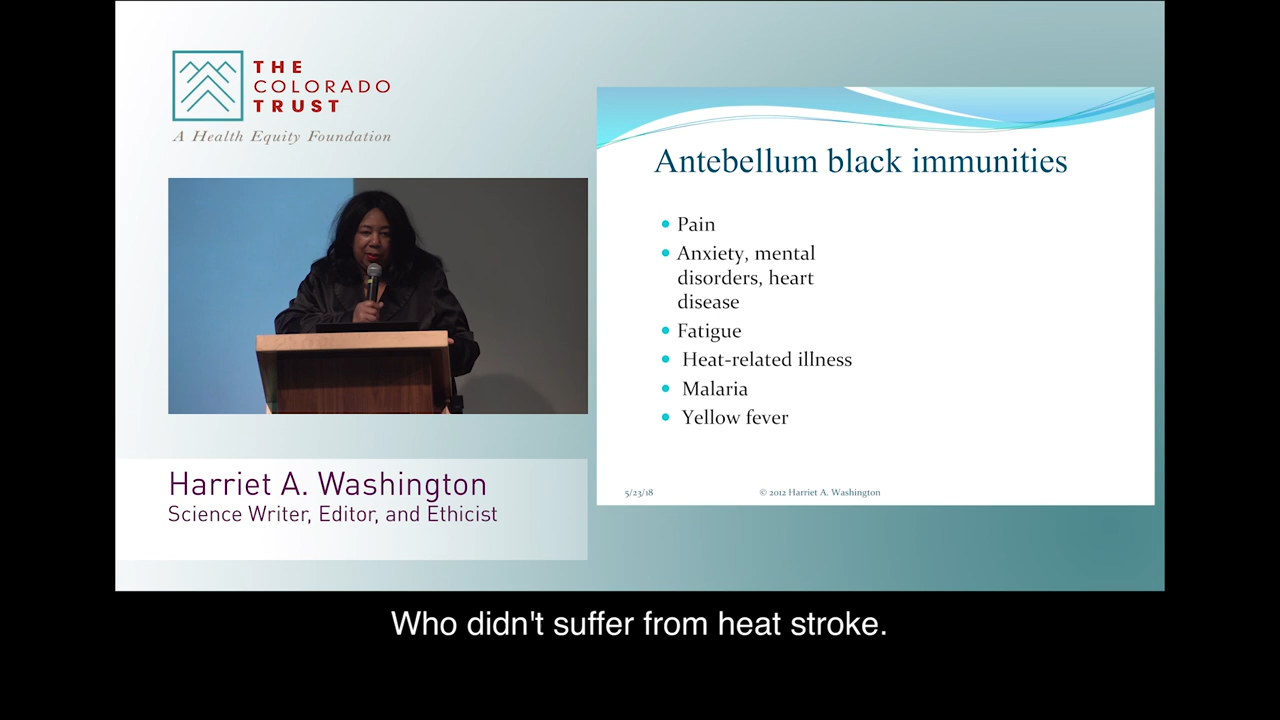 THE
COLORADO
TRUST
A Health Equity Foundation
Antebellum black immunities
Pain
Anxiety, mental
disorders, heart
disease
Fatigue
Heat-related illness
Malaria
Yellow fever
5/23/18
© 2012 Harriet A. Washington
Harriet A. Washington
Science Writer, Editor, and Ethicist
Who didn't suffer from heat stroke.